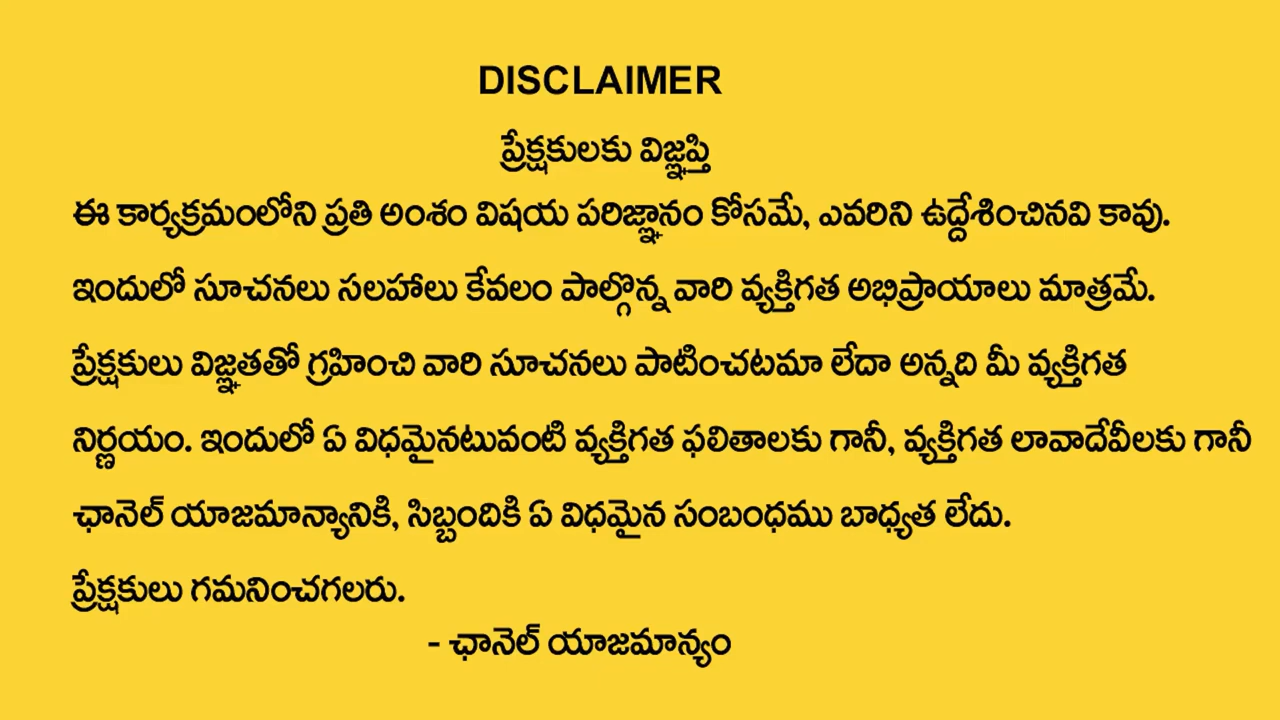 DISCLAIMER
ప్రేక్షకులకు విజ్ఞప్తి
ఈ కార్యక్రమంలోని ప్రతి అంశం విషయ పరిజ్ఞానం కోసమే, ఎవరిని ఉద్దేశించినవి కావు.
ఇందులో సూచనలు సలహాలు కేవలం పాల్గొన్న వారి వ్యక్తిగత అభిప్రాయాలు మాత్రమే.
ప్రేక్షకులు విజ్ఞతతో గ్రహించి వారి సూచనలు పాటించటమా లేదా అన్నది మీ వ్యక్తిగత
నిర్ణయం. ఇందులో ఏ విధమైనటువంటి వ్యక్తిగత ఫలితాలకు గానీ, వ్యక్తిగత లావాదేవీలకు గానీ
ఛానెల్ యాజమాన్యానికి, సిబ్బందికి ఏ విధమైన సంబంధము బాధ్యత లేదు.
ప్రేక్షకులు గమనించగలరు.
- ఛానెల్ యాజమాన్యం